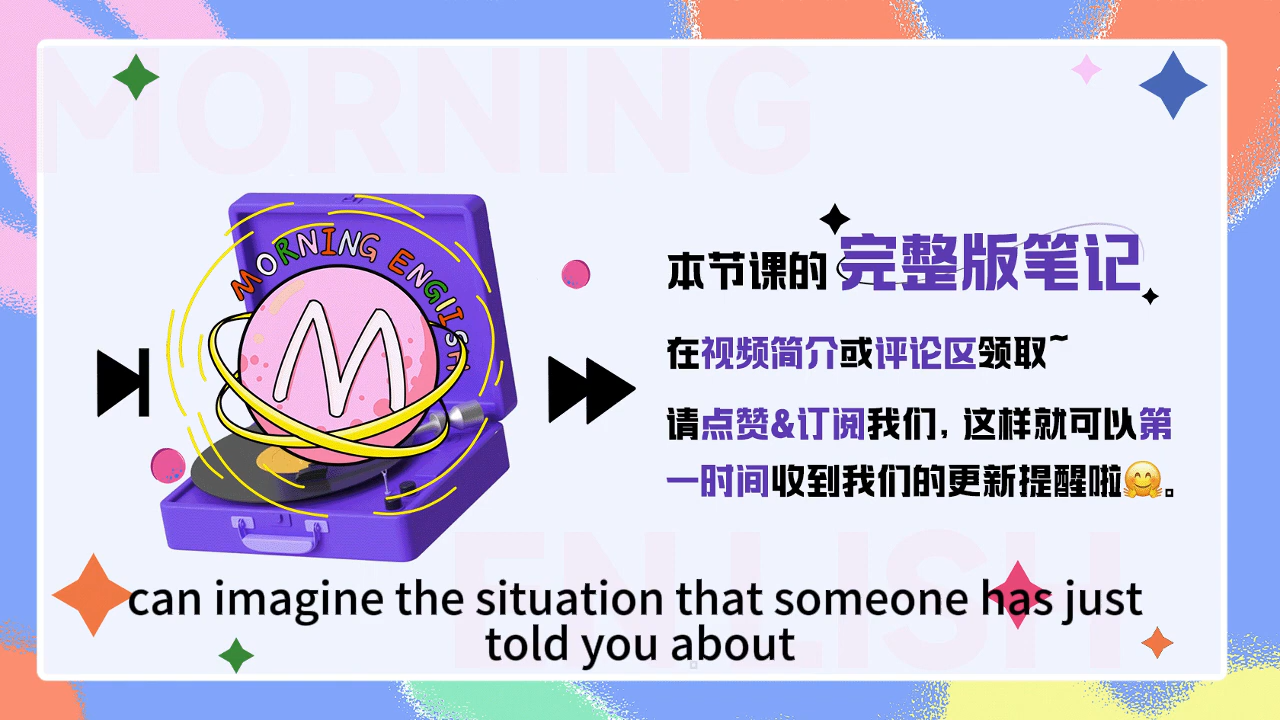 MORNING
MORNING ENGLISH
M
本节课的 完整版笔记
在视频简介或评论区领取~
请点赞&订阅我们, 这样就可以第
一时间收到我们的更新提醒啦🤗。
can imagine the situation that someone has just
told you about